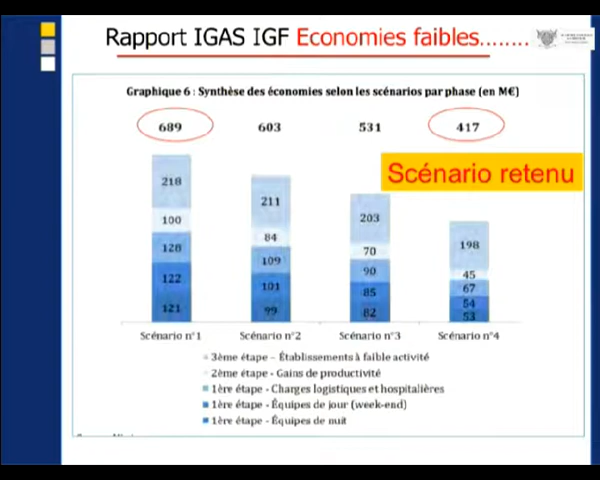 Rapport IGAS IGF Economies faibles........
Graphique 6 : Synthèse des économies selon les scénarios par phase (en M€)
689 603 531 417
Scénario retenu
218 211 203 198
100 84 70 45
128 109 90 67
122 101 85 54
121 99 82 53
Scénario n°1 Scénario n°2 Scénario n°3 Scénario n°4
3ème étape – Établissements à faible activité
2ème étape - Gains de productivité
1ère étape - Charges logistiques et hospitalières
1ère étape - Équipes de jour (week-end)
1ère étape - Équipes de nuit